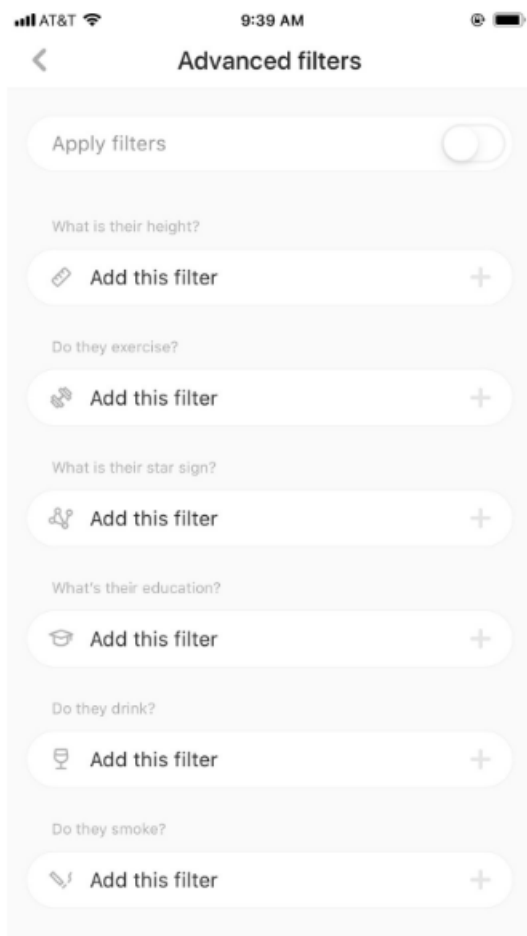 AT&T 9:39 AM
Advanced filters
Apply filters
What is their height?
Add this filter
Do they exercise?
Add this filter
What is their star sign?
Add this filter
What's their education?
Add this filter
Do they drink?
Add this filter
Do they smoke?
Add this filter